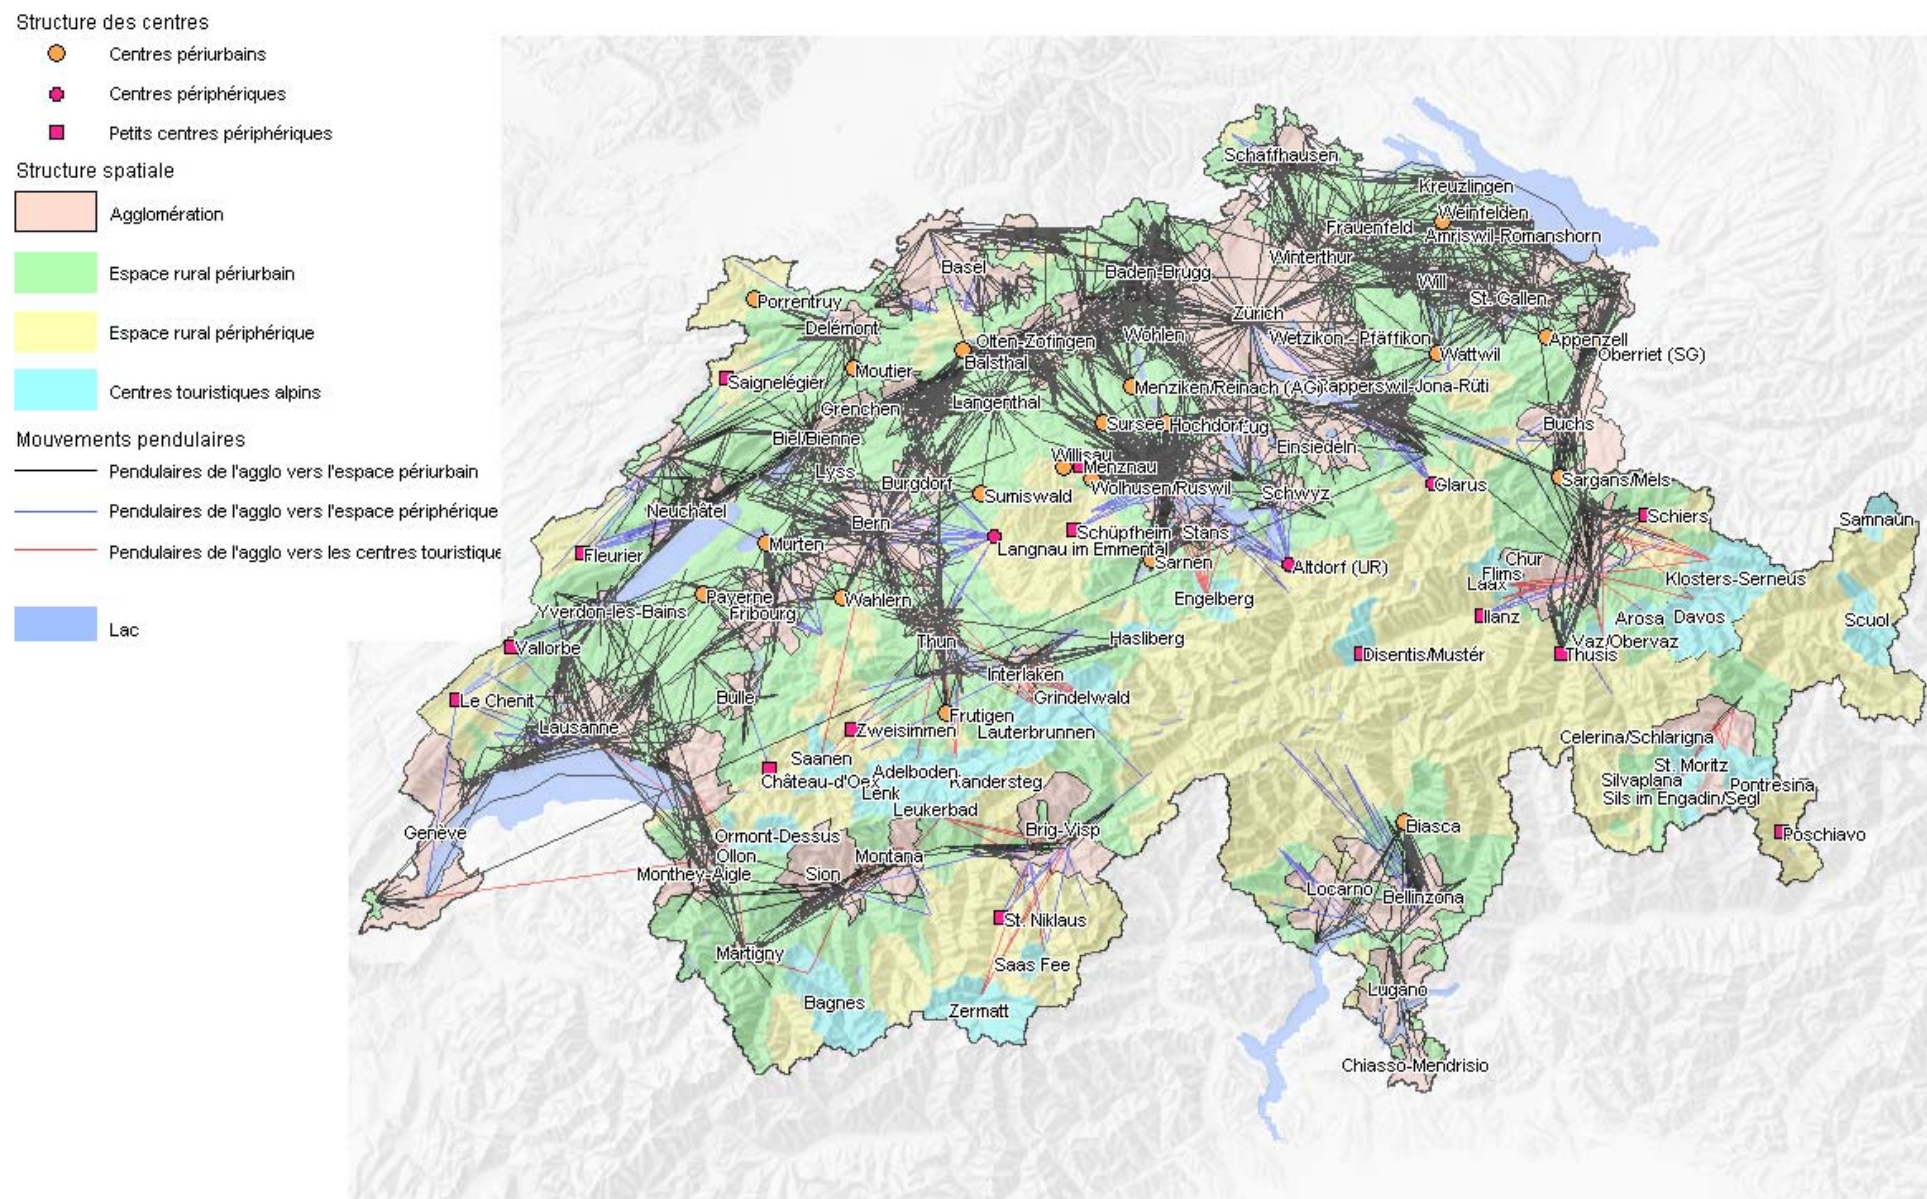 Structure des centres
Centres périurbains
Centres périphériques
Petits centres périphériques
Structure spatiale
Agglomération
Espace rural périurbain
Espace rural périphérique
Centres touristiques alpins
Mouvements pendulaires
Pendulaires de l'agglo vers l'espace périurbain
Pendulaires de l'agglo vers l'espace périphérique
Pendulaires de l'agglo vers les centres touristique
Lac
Schaffhausen
Kreuzlingen
Weinfelden
Frauenfeld
Amriswil-Romanshorn
Winterthur
Basel
Baden-Brugg
Will
St. Gallen
Porrentruy
Delémont
Zürich
Wohlen
Olten-Zofingen
Wetzikon - Pfäffikon
Appenzell
Wattwil
Oberriet (SG)
Balsthal
Moutier
Saignelégier
Menziken/Reinach (AG)
Rapperswil-Jona-Rüti
Grenchen
Langenthal
Sursee
Hochdorf
ug
Buchs
Biel/Bienne
Einsiedeln
Willisau
Menznau
Lyss
Burgdorf
Wolhusen/Ruswil
Sargans/Mels
Glarus
Sumiswald
Schwyz
Neuchâtel
Schiers
Bern
Samnaun
Schüpfheim
Stans
Murten
Langnau im Emmental
Fleurier
Sarnen
Altdorf (UR)
Chur
Flims
Laax
Klosters-Serneus
Payerne
Wahlern
Engelberg
Yverdon-les-Bains
Fribourg
Ilanz
Arosa
Davos
Scuol
Hasliberg
Thun
Vaz/Obervaz
Vallorbe
Disentis/Mustér
Thusis
Interlaken
Le Chenit
Bulle
Grindelwald
Frutigen
Lausanne
Zweisimmen
Lauterbrunnen
Celerina/Schlarigna
Saanen
St. Moritz
Adelboden
Château-d'Oex
Kandersteg
Silvaplana
Pontresina
Lenk
Sils im Engadin/Segl
Leukerbad
Genève
Ormont-Dessus
Brig-Visp
Biasca
Poschiavo
Ollon
Montana
Monthey-Aigle
Sion
Locarno
Bellinzona
St. Niklaus
Martigny
Saas Fee
Lugano
Bagnes
Zermatt
Chiasso-Mendrisio